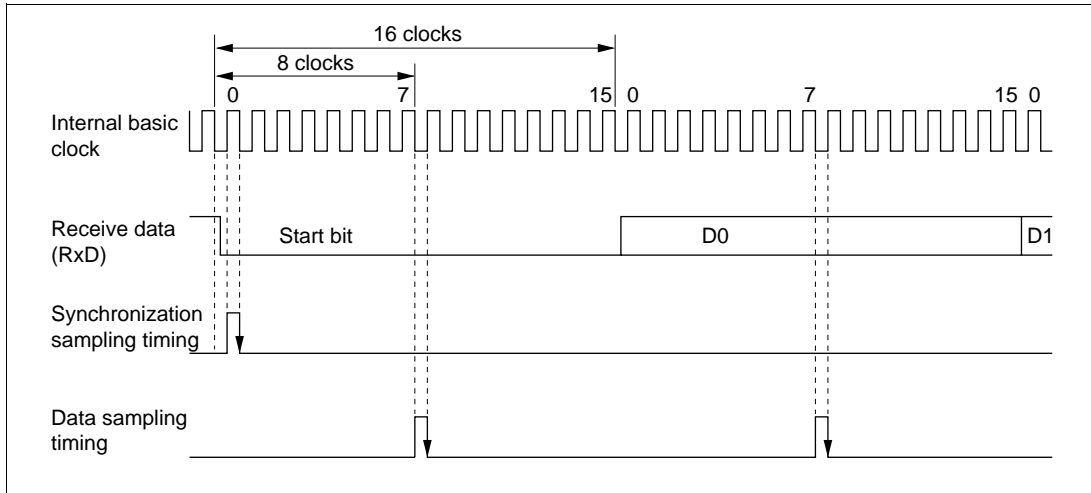 16 clocks
8 clocks
0 7 15 0 7 15 0
Internal basic
clock
Receive data
(RxD)
Start bit D0 D1
Synchronization
sampling timing
Data sampling
timing